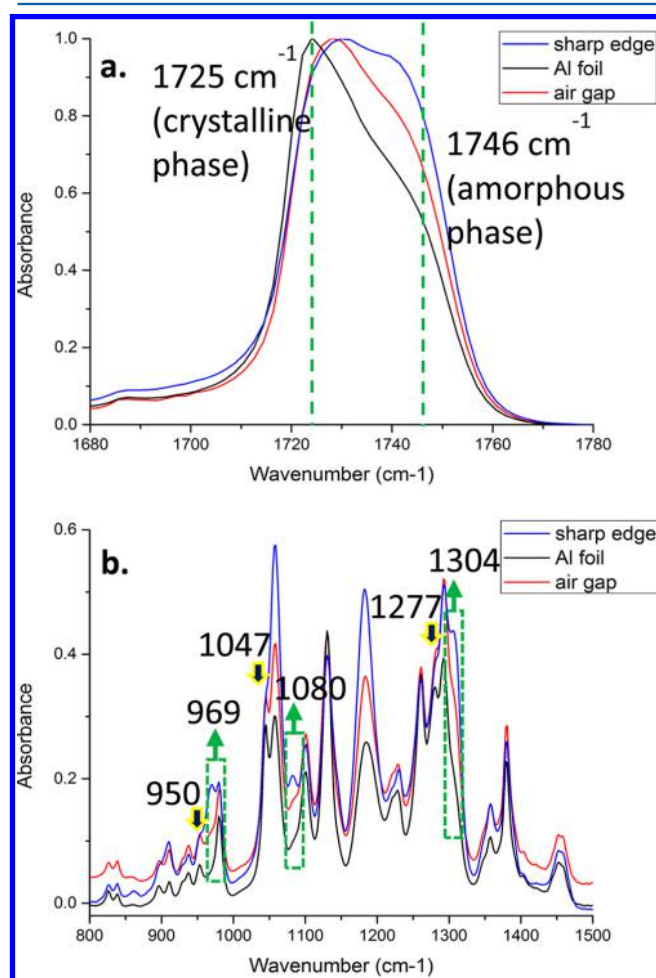 a.
-1
1725 cm
(crystalline
phase)
sharp edge
Al foil
air gap
-1
1746 cm
(amorphous
phase)
1.0
0.8
0.6
0.4
0.2
0.0
Absorbance
1680 1700 1720 1740 1760 1780
Wavenumber (cm-1)
b.
sharp edge
Al foil
air gap
1304
1277
1047
1080
969
950
0.6
0.4
0.2
0.0
Absorbance
800 900 1000 1100 1200 1300 1400 1500
Wavenumber (cm-1)